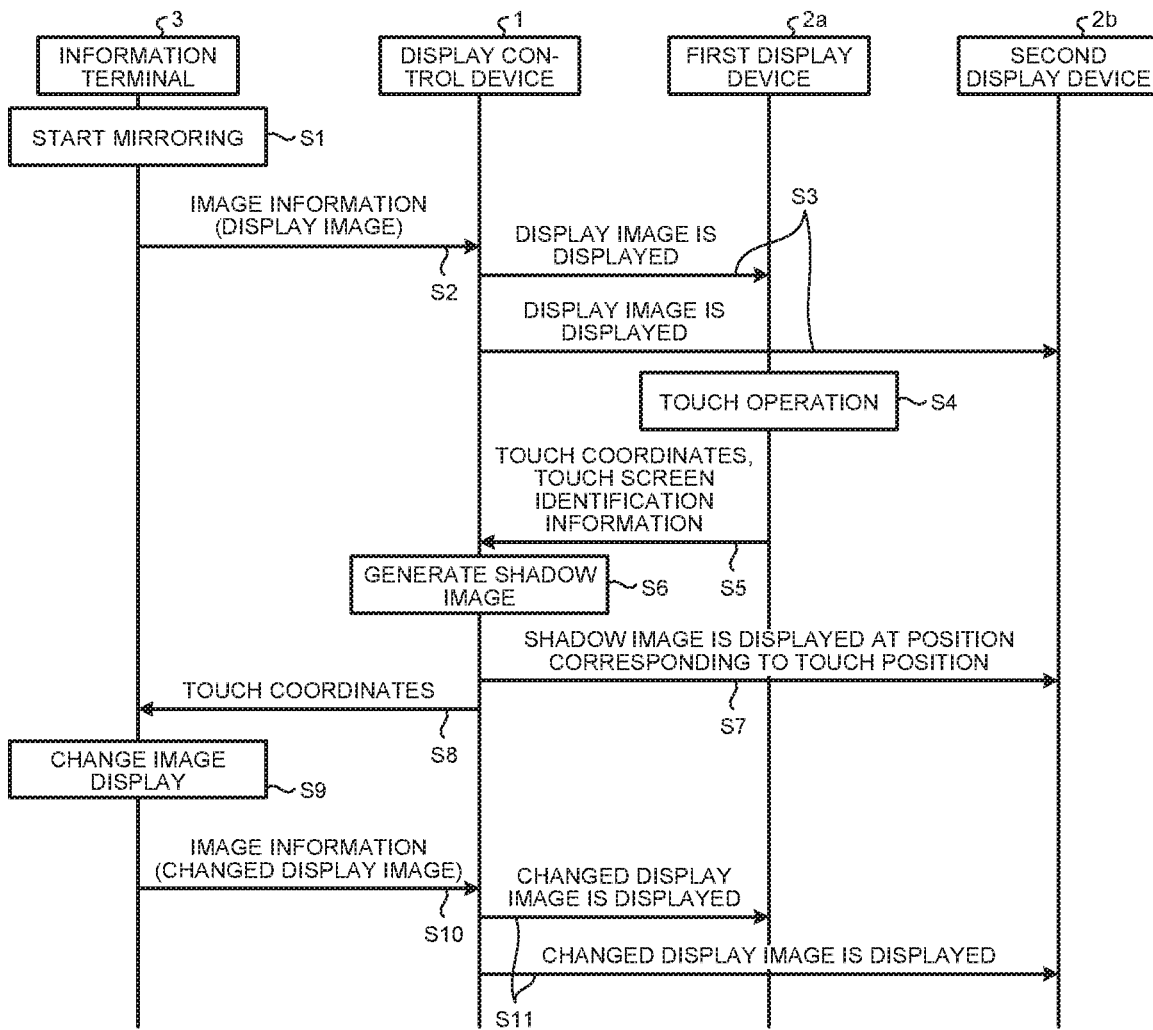 3
1
2a
2b
INFORMATION
TERMINAL
DISPLAY CON-
TROL DEVICE
FIRST DISPLAY
DEVICE
SECOND
DISPLAY DEVICE
START MIRRORING
S1
IMAGE INFORMATION
(DISPLAY IMAGE)
S2
DISPLAY IMAGE IS
DISPLAYED
S3
DISPLAY IMAGE IS
DISPLAYED
TOUCH OPERATION
S4
TOUCH COORDINATES,
TOUCH SCREEN
IDENTIFICATION
INFORMATION
S5
GENERATE SHADOW
IMAGE
S6
SHADOW IMAGE IS DISPLAYED AT POSITION
CORRESPONDING TO TOUCH POSITION
S7
TOUCH COORDINATES
S8
CHANGE IMAGE
DISPLAY
S9
IMAGE INFORMATION
(CHANGED DISPLAY IMAGE)
S10
CHANGED DISPLAY
IMAGE IS DISPLAYED
CHANGED DISPLAY IMAGE IS DISPLAYED
S11